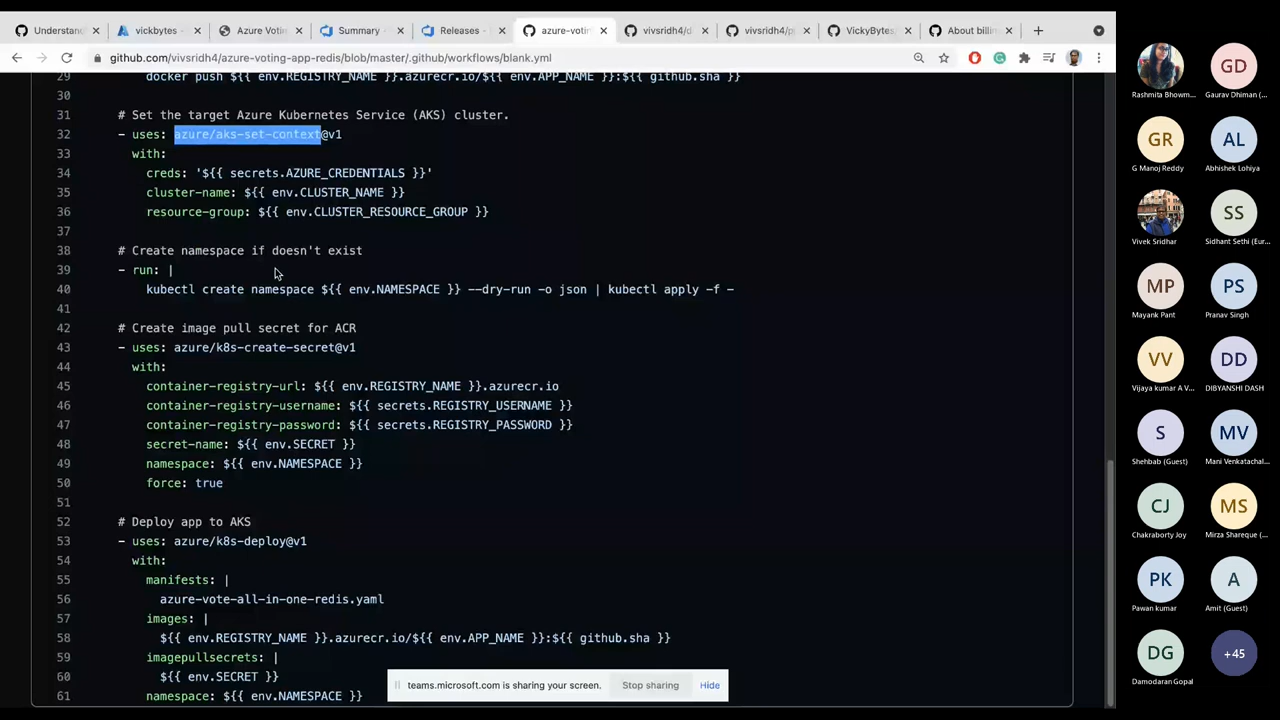 Understan
vickbytes
Azure Voti
Summary
Releases
azure-votin
vivsridh4/d
vivsridh4/p
VickyBytes,
About billin
github.com/vivsridh4/azure-voting-app-redis/blob/master/.github/workflows/blank.yml
29 docker push ${{ env.REGISTRY_NAME }}.azurecr.io/${{ env.APP_NAME }}:${{ github.sha }}
30
31 # Set the target Azure Kubernetes Service (AKS) cluster.
32 - uses: azure/aks-set-context@v1
33 with:
34 creds: '${{ secrets.AZURE_CREDENTIALS }}'
35 cluster-name: ${{ env.CLUSTER_NAME }}
36 resource-group: ${{ env.CLUSTER_RESOURCE_GROUP }}
37
38 # Create namespace if doesn't exist
39 - run: |
40 kubectl create namespace ${{ env.NAMESPACE }} --dry-run -o json | kubectl apply -f -
41
42 # Create image pull secret for ACR
43 - uses: azure/k8s-create-secret@v1
44 with:
45 container-registry-url: ${{ env.REGISTRY_NAME }}.azurecr.io
46 container-registry-username: ${{ secrets.REGISTRY_USERNAME }}
47 container-registry-password: ${{ secrets.REGISTRY_PASSWORD }}
48 secret-name: ${{ env.SECRET }}
49 namespace: ${{ env.NAMESPACE }}
50 force: true
51
52 # Deploy app to AKS
53 - uses: azure/k8s-deploy@v1
54 with:
55 manifests: |
56 azure-vote-all-in-one-redis.yaml
57 images: |
58 ${{ env.REGISTRY_NAME }}.azurecr.io/${{ env.APP_NAME }}:${{ github.sha }}
59 imagepullsecrets: |
60 ${{ env.SECRET }}
61 namespace: ${{ env.NAMESPACE }}
teams.microsoft.com is sharing your screen. Stop sharing Hide
GD
Rashmita Bhowm... Gaurav Dhiman (...
GR AL
G Manoj Reddy Abhishek Lohiya
SS
Vivek Sridhar Sidhant Sethi (Eur...
MP PS
Mayank Pant Pranav Singh
VV DD
Vijaya kumar A V... DIBYANSHI DASH
S MV
Shehbab (Guest) Mani Venkatachal...
CJ MS
Chakraborty Joy Mirza Shareque (...
PK A
Pawan kumar Amit (Guest)
DG +45
Damodaran Gopal